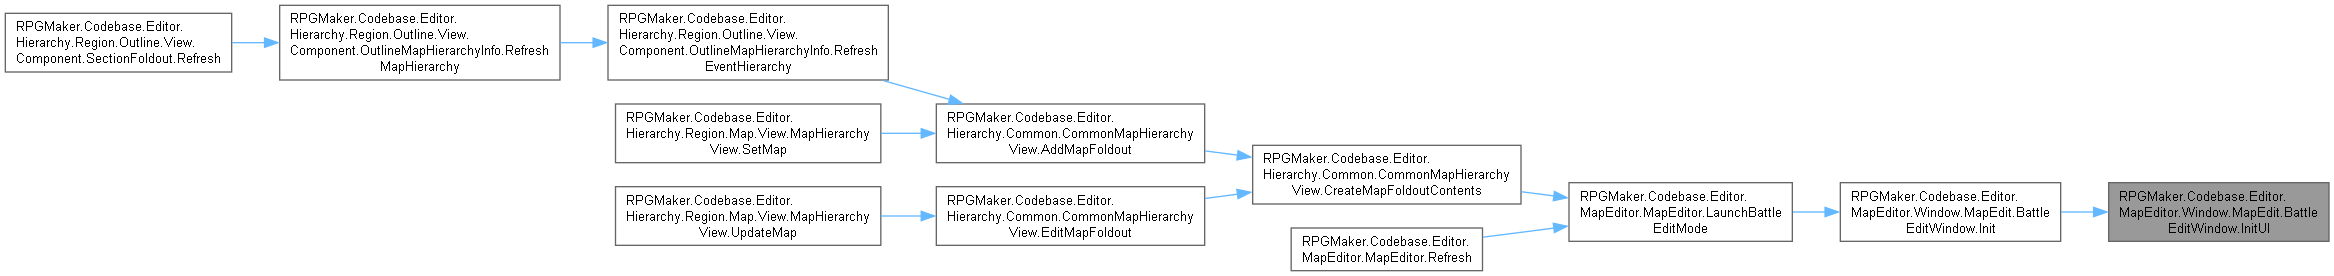 RPGMaker.Codebase.Editor.
Hierarchy.Region.Outline.View.
Component.SectionFoldout.Refresh
RPGMaker.Codebase.Editor.
Hierarchy.Region.Outline.View.
Component.OutlineMapHierarchyInfo.Refresh
MapHierarchy
RPGMaker.Codebase.Editor.
Hierarchy.Region.Outline.View.
Component.OutlineMapHierarchyInfo.Refresh
EventHierarchy
RPGMaker.Codebase.Editor.
Hierarchy.Region.Map.View.MapHierarchy
View.SetMap
RPGMaker.Codebase.Editor.
Hierarchy.Common.CommonMapHierarchy
View.AddMapFoldout
RPGMaker.Codebase.Editor.
Hierarchy.Region.Map.View.MapHierarchy
View.UpdateMap
RPGMaker.Codebase.Editor.
Hierarchy.Common.CommonMapHierarchy
View.EditMapFoldout
RPGMaker.Codebase.Editor.
Hierarchy.Common.CommonMapHierarchy
View.CreateMapFoldoutContents
RPGMaker.Codebase.Editor.
MapEditor.MapEditor.Refresh
RPGMaker.Codebase.Editor.
MapEditor.MapEditor.LaunchBattle
EditMode
RPGMaker.Codebase.Editor.
MapEditor.Window.MapEdit.Battle
EditWindow.Init
RPGMaker.Codebase.Editor.
MapEditor.Window.MapEdit.Battle
EditWindow.InitUI